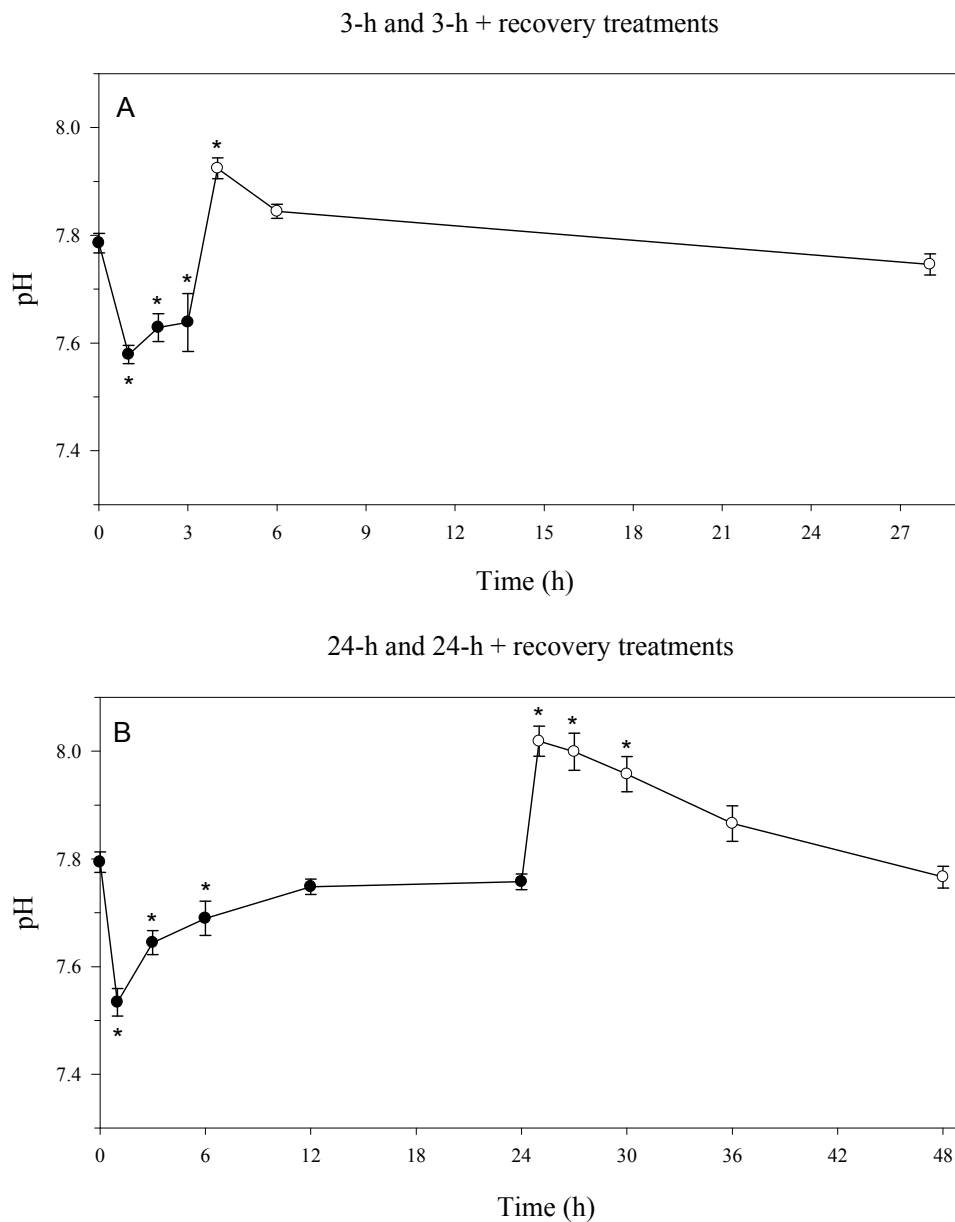 3-h and 3-h + recovery treatments
A
8.0
7.8
7.6
7.4
pH
*
*
*
*
0 3 6 9 12 15 18 21 24 27
Time (h)
24-h and 24-h + recovery treatments
B
8.0
7.8
7.6
7.4
pH
*
*
*
*
*
*
0 6 12 18 24 30 36 42 48
Time (h)